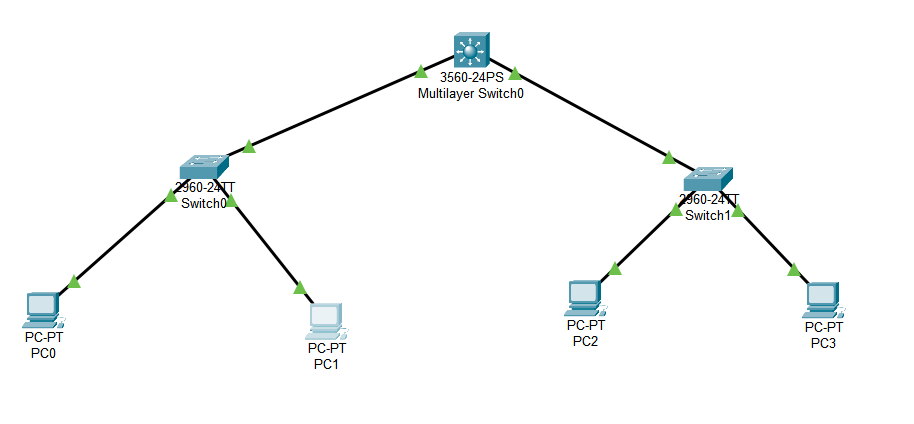 3560-24PS
Multilayer Switch0
2960-24TT
Switch0
2960-24TT
Switch1
PC-PT
PC0
PC-PT
PC1
PC-PT
PC2
PC-PT
PC3